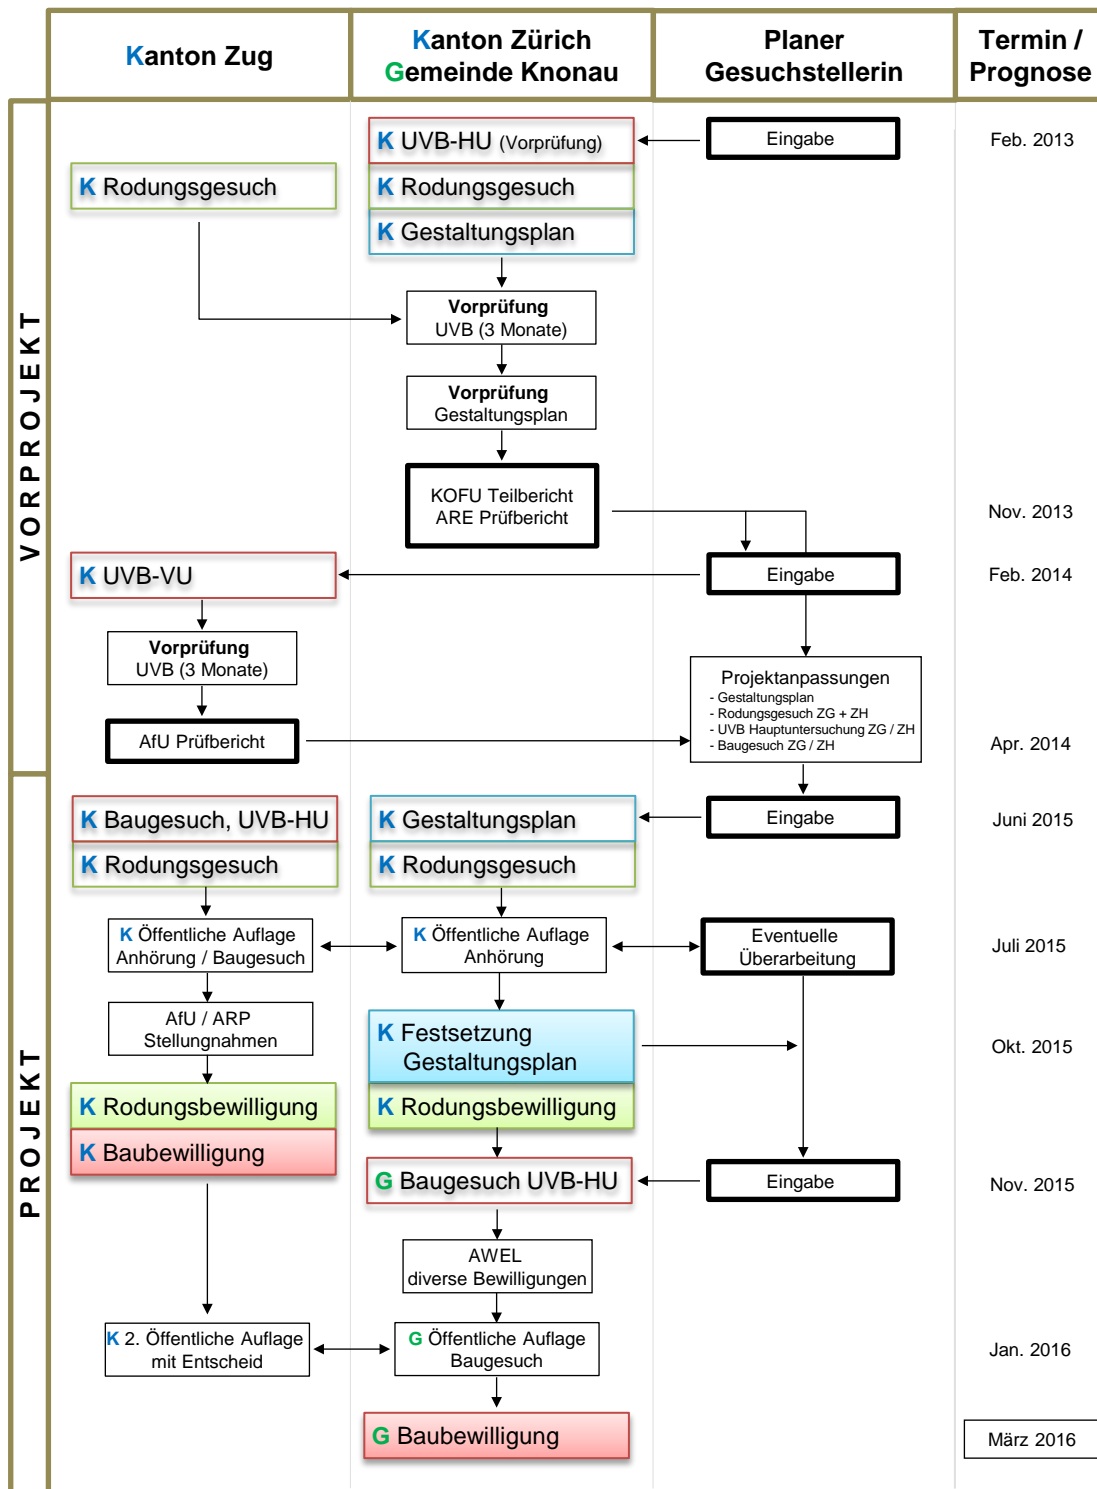 Kanton Zug
Kanton Zürich
Gemeinde Knonau
Planer
Gesuchstellerin
Termin /
Prognose
VORPROJEKT
K UVB-HU (Vorprüfung)
Eingabe
Feb. 2013
K Rodungsgesuch
K Rodungsgesuch
K Gestaltungsplan
Vorprüfung
UVB (3 Monate)
Vorprüfung
Gestaltungsplan
KOFU Teilbericht
ARE Prüfbericht
Nov. 2013
K UVB-VU
Eingabe
Feb. 2014
Vorprüfung
UVB (3 Monate)
Projektanpassungen
- Gestaltungsplan
- Rodungsgesuch ZG + ZH
- UVB Hauptuntersuchung ZG / ZH
- Baugesuch ZG / ZH
AfU Prüfbericht
Apr. 2014
PROJEKT
K Baugesuch, UVB-HU
K Gestaltungsplan
Eingabe
Juni 2015
K Rodungsgesuch
K Rodungsgesuch
K Öffentliche Auflage
Anhörung / Baugesuch
K Öffentliche Auflage
Anhörung
Eventuelle
Überarbeitung
Juli 2015
AfU / ARP
Stellungnahmen
K Festsetzung
Gestaltungsplan
Okt. 2015
K Rodungsbewilligung
K Rodungsbewilligung
K Baubewilligung
G Baugesuch UVB-HU
Eingabe
Nov. 2015
AWEL
diverse Bewilligungen
K 2. Öffentliche Auflage
mit Entscheid
G Öffentliche Auflage
Baugesuch
Jan. 2016
G Baubewilligung
März 2016